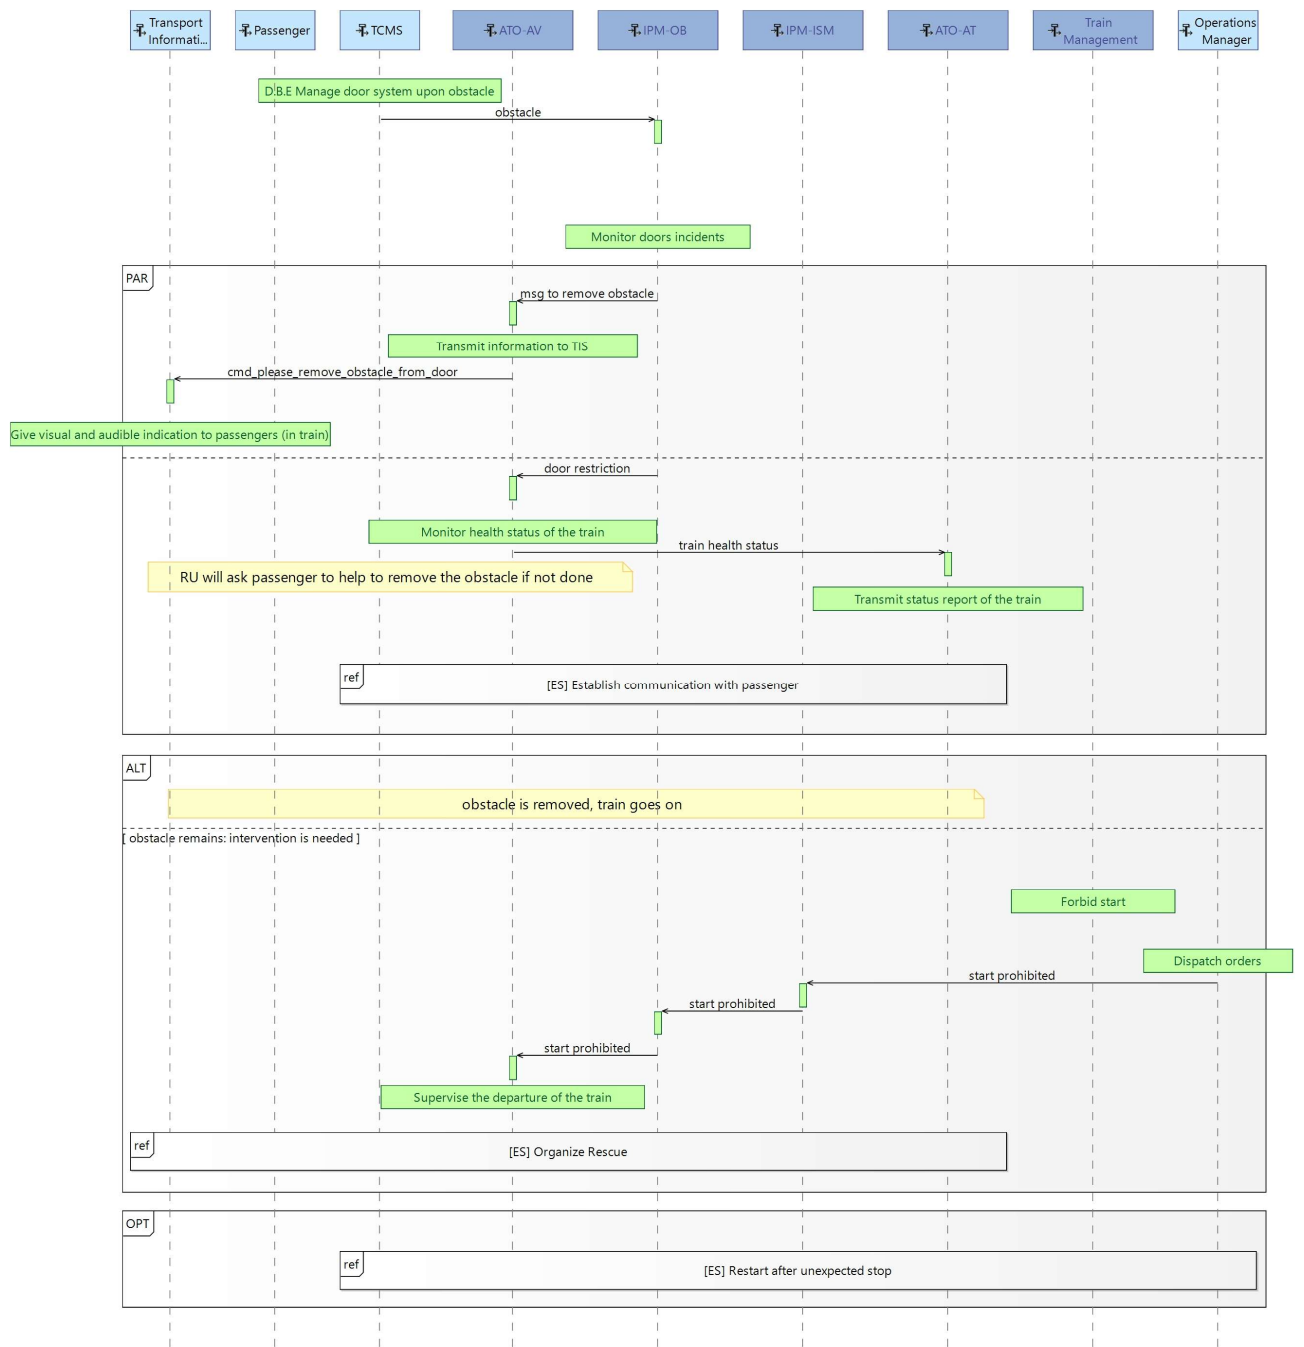 Transport
Informati...
Passenger
TCMS
ATO-AV
IPM-OB
IPM-ISM
ATO-AT
Train
Management
Operations
Manager
D.B.E Manage door system upon obstacle
obstacle
Monitor doors incidents
PAR
msg to remove obstacle
Transmit information to TIS
cmd_please_remove_obstacle_from_door
Give visual and audible indication to passengers (in train)
door restriction
Monitor health status of the train
train health status
RU will ask passenger to help to remove the obstacle if not done
Transmit status report of the train
ref
[ES] Establish communication with passenger
ALT
obstacle is removed, train goes on
[ obstacle remains: intervention is needed ]
Forbid start
Dispatch orders
start prohibited
start prohibited
start prohibited
Supervise the departure of the train
ref
[ES] Organize Rescue
OPT
ref
[ES] Restart after unexpected stop